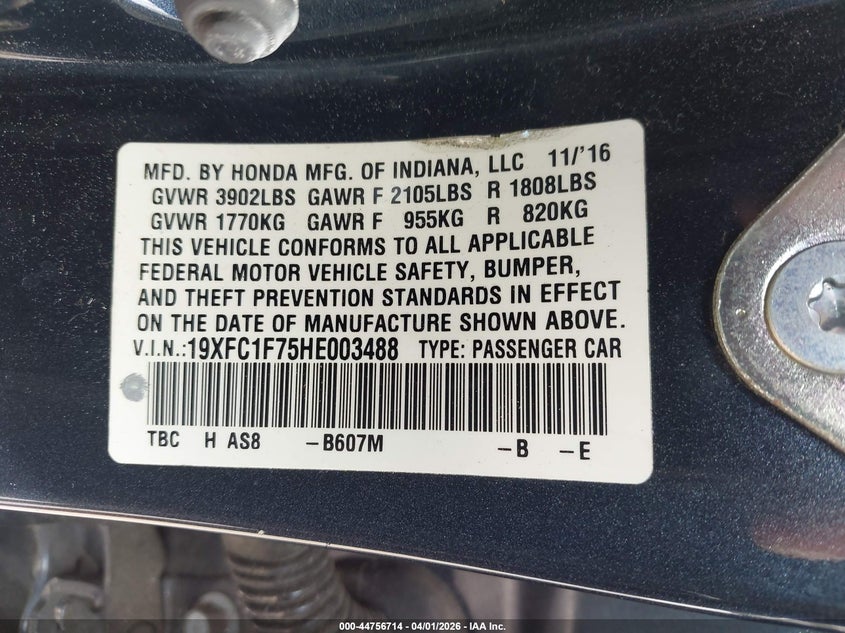 MFD. BY HONDA MFG. OF INDIANA, LLC 11/'16
GVWR 3902LBS GAWR F 2105LBS R 1808LBS
GVWR 1770KG GAWR F 955KG R 820KG
THIS VEHICLE CONFORMS TO ALL APPLICABLE
FEDERAL MOTOR VEHICLE SAFETY, BUMPER,
AND THEFT PREVENTION STANDARDS IN EFFECT
ON THE DATE OF MANUFACTURE SHOWN ABOVE.
V.I.N.:19XFC1F75HE003488 TYPE: PASSENGER CAR
TBC H AS8 –B607M –B –E
000-44756714 | 04/01/2026 - IAA Inc.